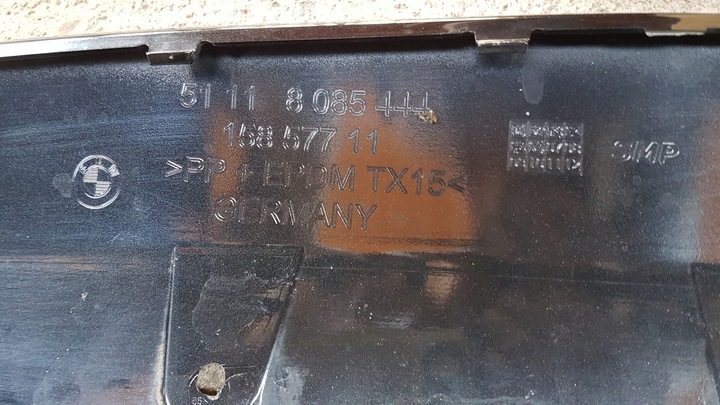 51 11 8 085 444
158 577 11
>PP + EPDM TX15<
GERMANY
SMP